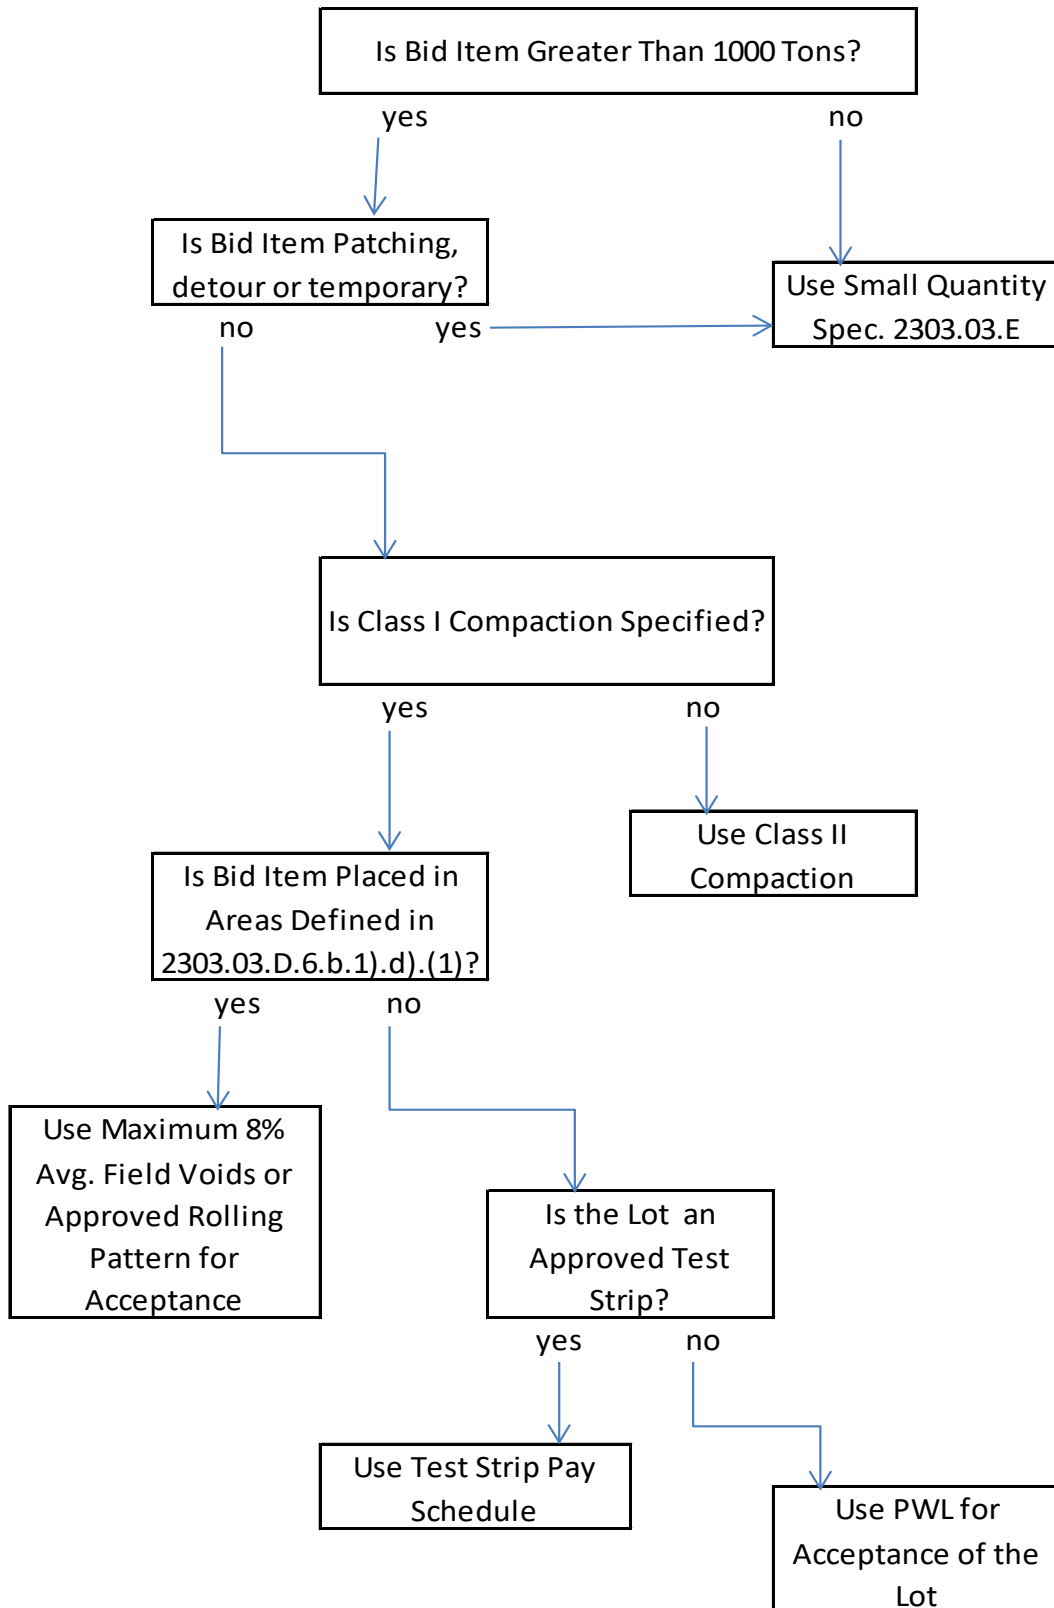 Is Bid Item Greater Than 1000 Tons?
yes
no
Is Bid Item Patching,
detour or temporary?
no
yes
Use Small Quantity
Spec. 2303.03.E
Is Class I Compaction Specified?
yes
no
Use Class II
Compaction
Is Bid Item Placed in
Areas Defined in
2303.03.D.6.b.1).d).(1)?
yes
no
Use Maximum 8%
Avg. Field Voids or
Approved Rolling
Pattern for
Acceptance
Is the Lot an
Approved Test
Strip?
yes
no
Use Test Strip Pay
Schedule
Use PWL for
Acceptance of the
Lot